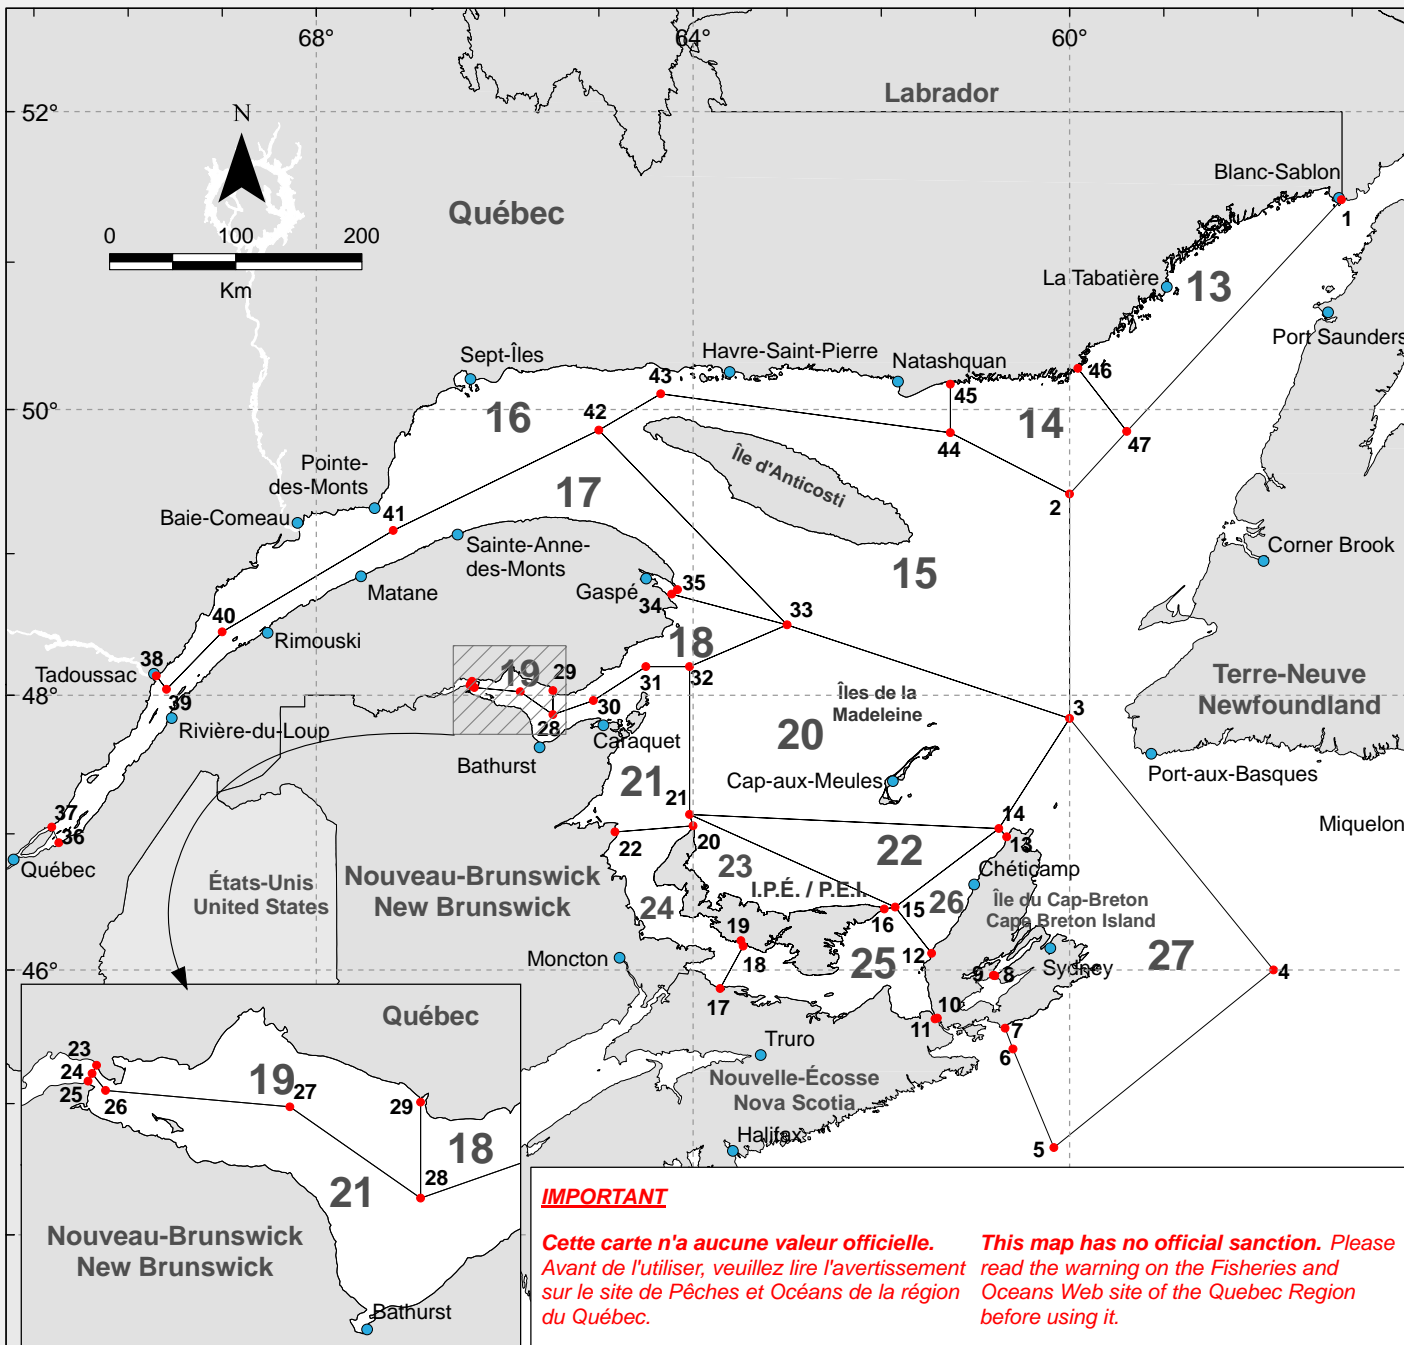 68°
64°
60°
52°
Labrador
N
Blanc-Sablon
1
Québec
0
100
200
Km
La Tabatière
13
Port Saunders
Sept-Îles
Havre-Saint-Pierre
Natashquan
43
45
46
50°
16
42
14
44
47
Île d'Anticosti
Pointe-
des-Monts
17
2
Baie-Comeau
41
Sainte-Anne-
des-Monts
Corner Brook
15
Matane
Gaspé
35
34
40
33
Rimouski
18
38
Tadoussac
19
29
31
32
Îles de la
Madeleine
Terre-Neuve
Newfoundland
48°
39
3
Rivière-du-Loup
28
30
Caraquet
20
Bathurst
Port-aux-Basques
21
Cap-aux-Meules
21
14
Miquelon
37
36
22
20
13
Québec
23
22
Chéticamp
États-Unis
United States
Nouveau-Brunswick
New Brunswick
I.P.É. / P.E.I.
26
Île du Cap-Breton
Cape Breton Island
24
16
15
19
18
12
25
27
Moncton
46°
9
8
Sydney
4
17
10
11
7
Truro
6
Nouvelle-Écosse
Nova Scotia
Halifax
5
Québec
23
24
25
26
19
27
29
18
28
21
Nouveau-Brunswick
New Brunswick
Bathurst
IMPORTANT
Cette carte n'a aucune valeur officielle.
Avant de l'utiliser, veuillez lire l'avertissement
sur le site de Pêches et Océans de la région
du Québec.
This map has no official sanction. Please
read the warning on the Fisheries and
Oceans Web site of the Quebec Region
before using it.